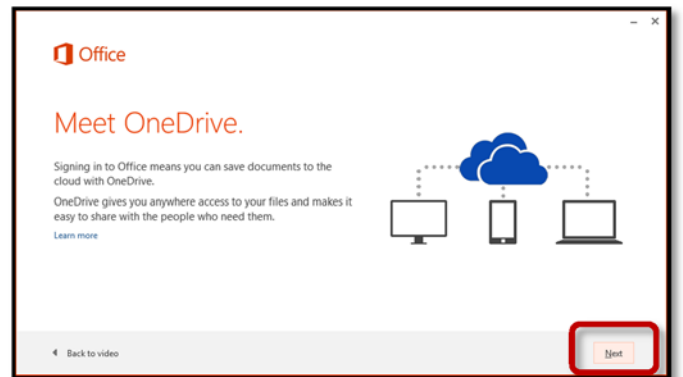 Office
Meet OneDrive.
Signing in to Office means you can save documents to the
cloud with OneDrive.
OneDrive gives you anywhere access to your files and makes it
easy to share with the people who need them.
Learn more
Back to video
Next